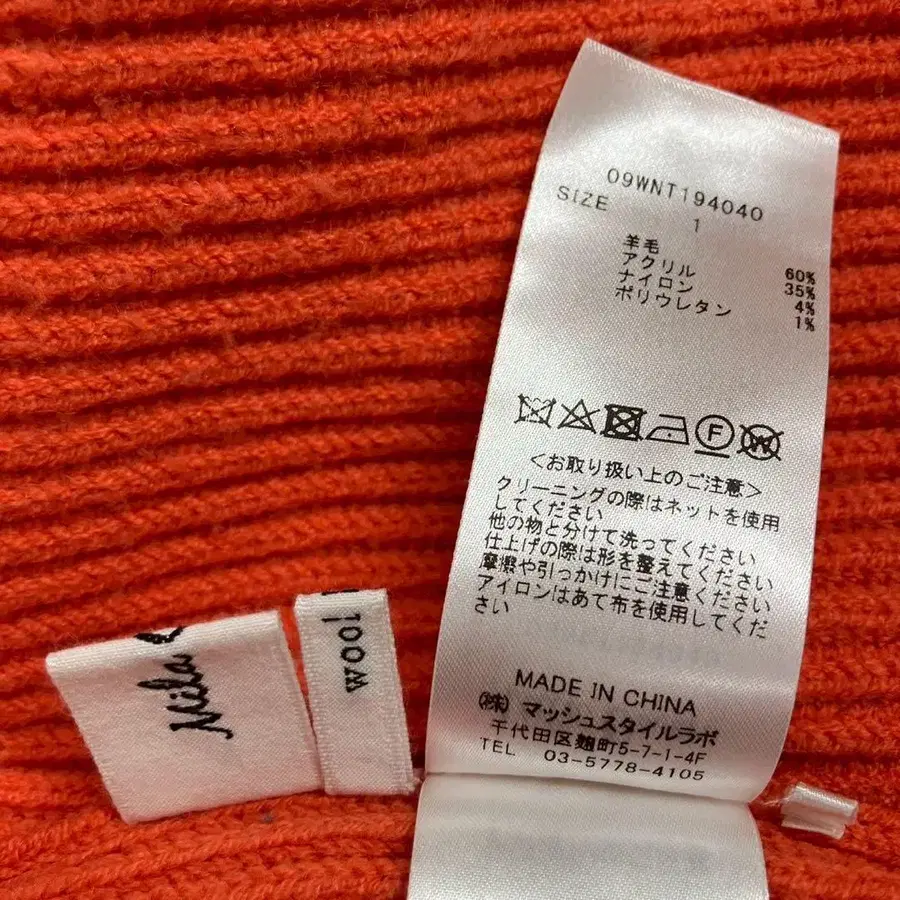 09WNT194040
SIZE 1
羊毛 60%
アクリル 35%
ナイロン 4%
ポリウレタン 1%
F
W
<お取り扱い上のご注意>
クリーニングの際はネットを使用
してください
他の物と分けて洗ってください
仕上げの際は形を整えてください
摩擦や引っかけにご注意ください
アイロンはあて布を使用してくだ
さい
MADE IN CHINA
㈱ マッシュスタイルラボ
千代田区麹町5-7-1-4F
TEL 03-5778-4105
Mila
wool